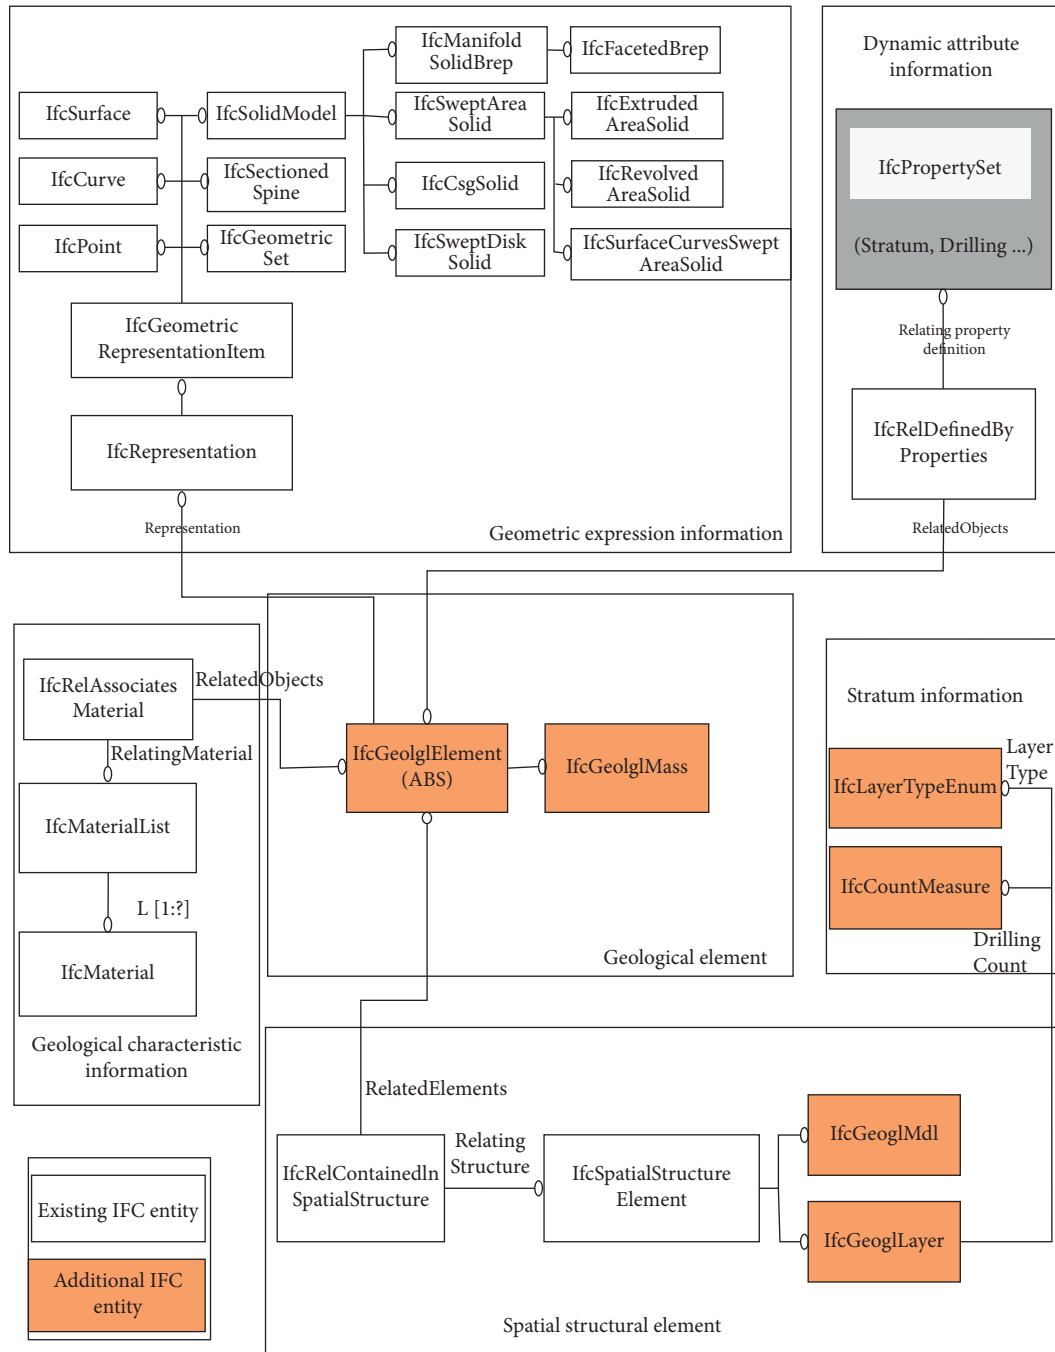 IfcManifold
SolidBrep
IfcFacetedBrep
IfcSurface
IfcSolidModel
IfcSweptArea
Solid
IfcExtruded
AreaSolid
IfcCurve
IfcSectioned
Spine
IfcCsgSolid
IfcRevolved
AreaSolid
IfcPoint
IfcGeometric
Set
IfcSweptDisk
Solid
IfcSurfaceCurvesSwept
AreaSolid
IfcGeometric
RepresentationItem
IfcRepresentation
Representation
Geometric expression information
Dynamic attribute
information
IfcPropertySet
(Stratum, Drilling ...)
Relating property
definition
IfcRelDefinedBy
Properties
RelatedObjects
IfcRelAssociates
Material
RelatedObjects
RelatingMaterial
IfcMaterialList
L [1:?]
IfcMaterial
Geological characteristic
information
IfcGeolglElement
(ABS)
IfcGeolglMass
Geological element
Stratum information
Layer
Type
IfcLayerTypeEnum
IfcCountMeasure
Drilling
Count
RelatedElements
IfcRelContainedIn
SpatialStructure
Relating
Structure
IfcSpatialStructure
Element
IfcGeoglMdl
IfcGeoglLayer
Spatial structural element
Existing IFC entity
Additional IFC
entity